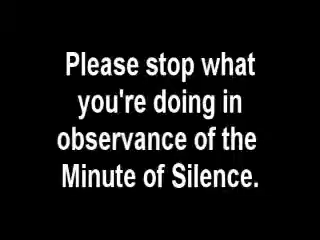 Please stop what
you're doing in
observance of the
Minute of Silence.